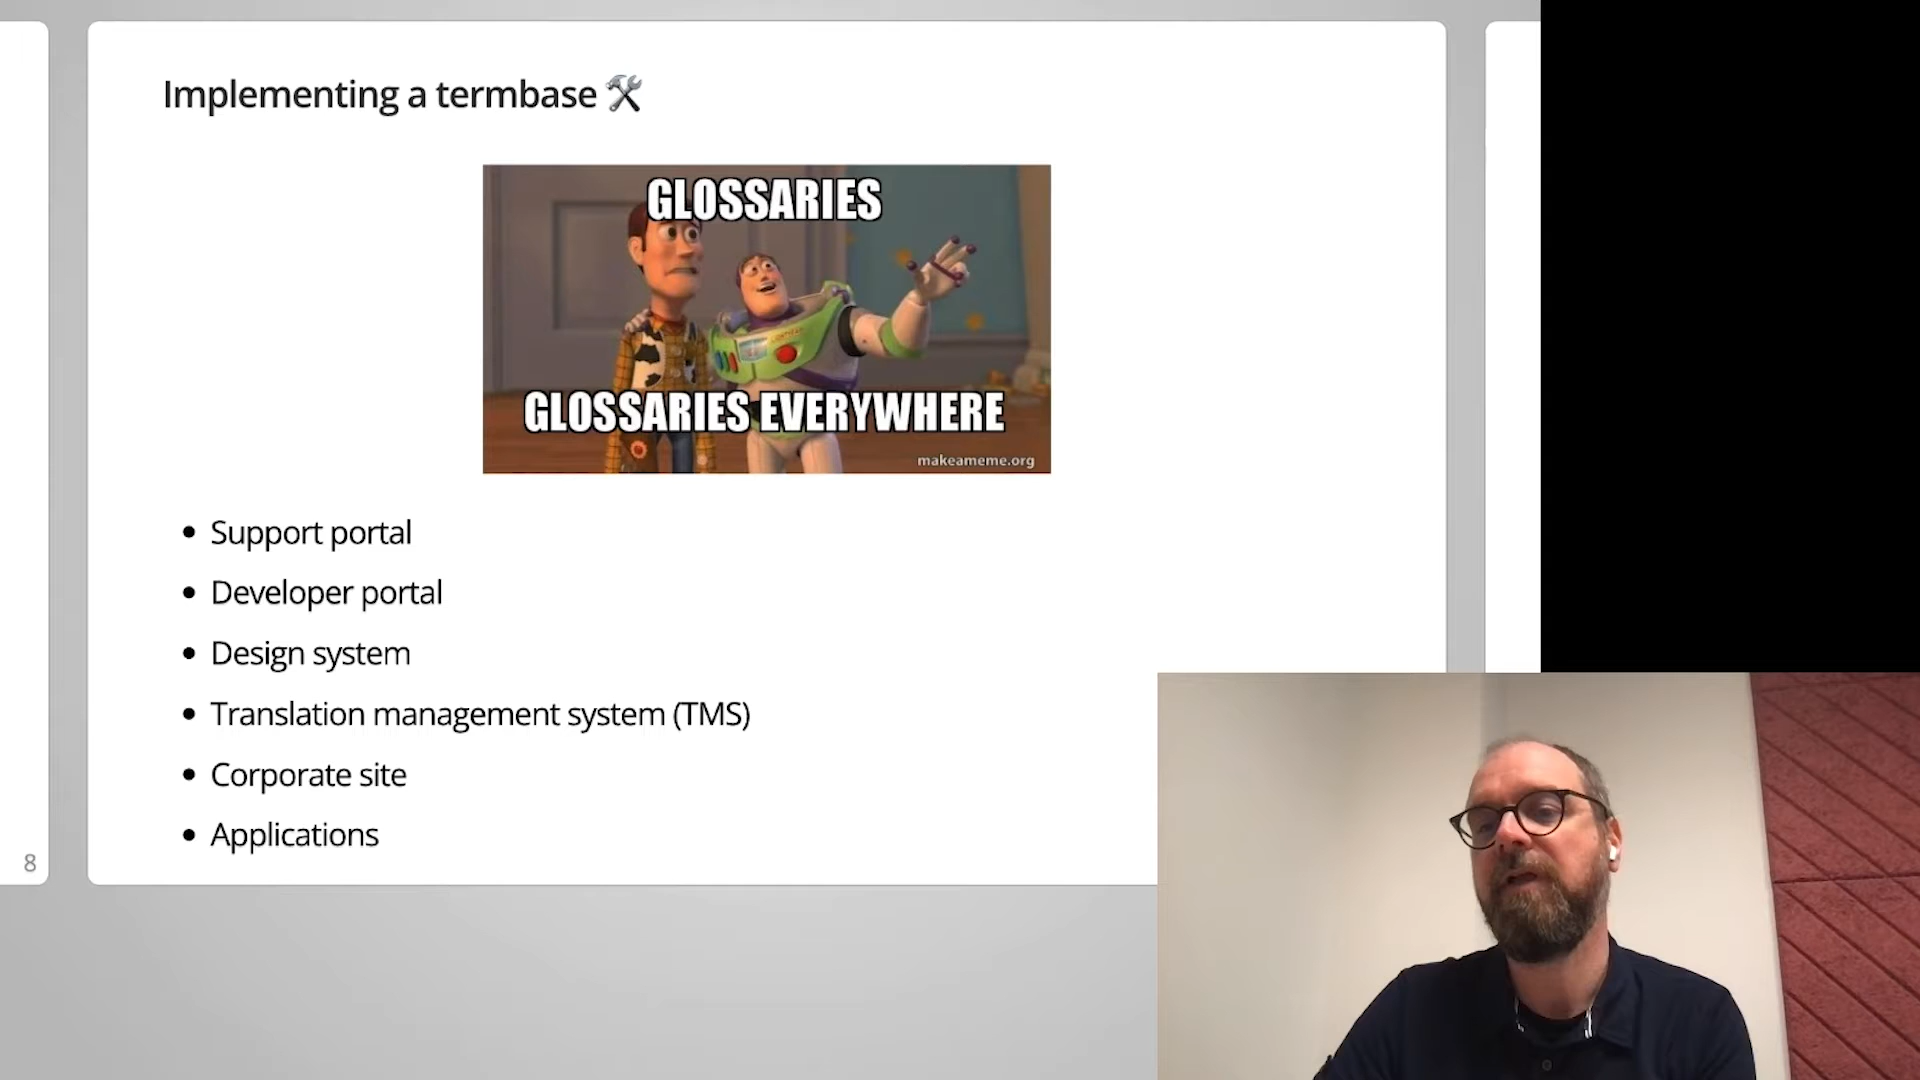 Implementing a termbase 🛠
GLOSSARIES
GLOSSARIES EVERYWHERE
makeameme.org
• Support portal
• Developer portal
• Design system
• Translation management system (TMS)
• Corporate site
• Applications
8